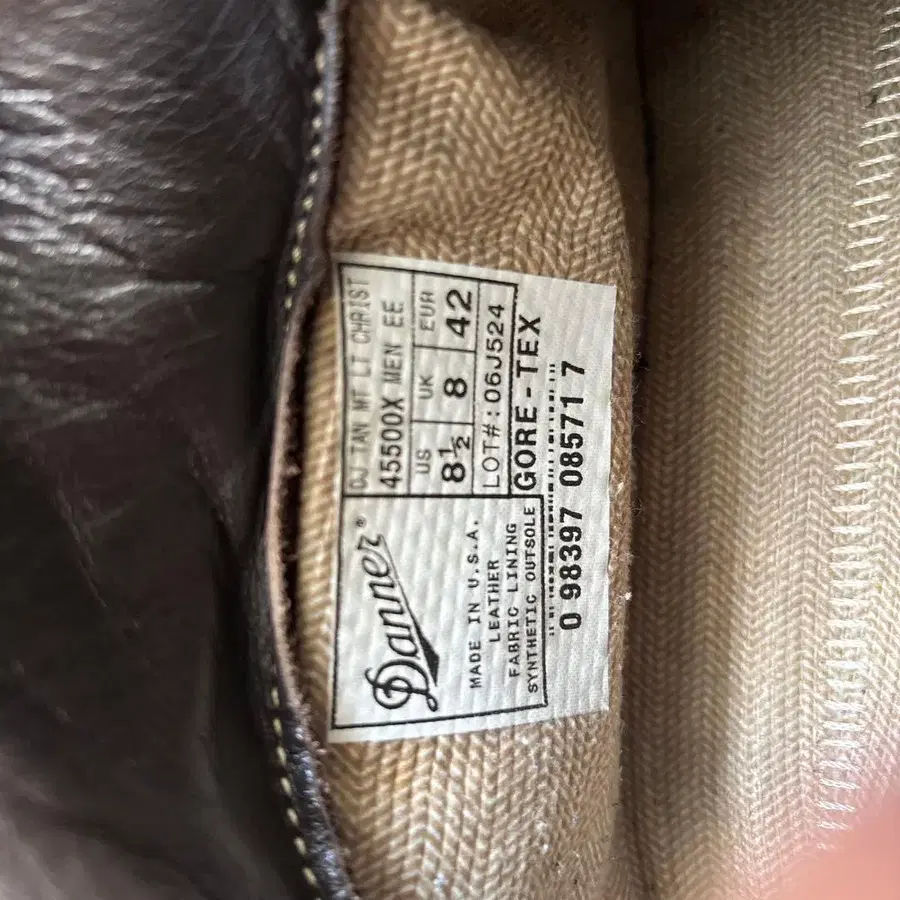 Danner®
MADE IN U.S.A.
LEATHER
FABRIC LINING
SYNTHETIC OUTSOLE
DJ TAN MT LT CHRIST
45500X MEN EE
US UK EUR
8½ 8 42
LOT#:06J524
GORE-TEX
0 98397 08571 7